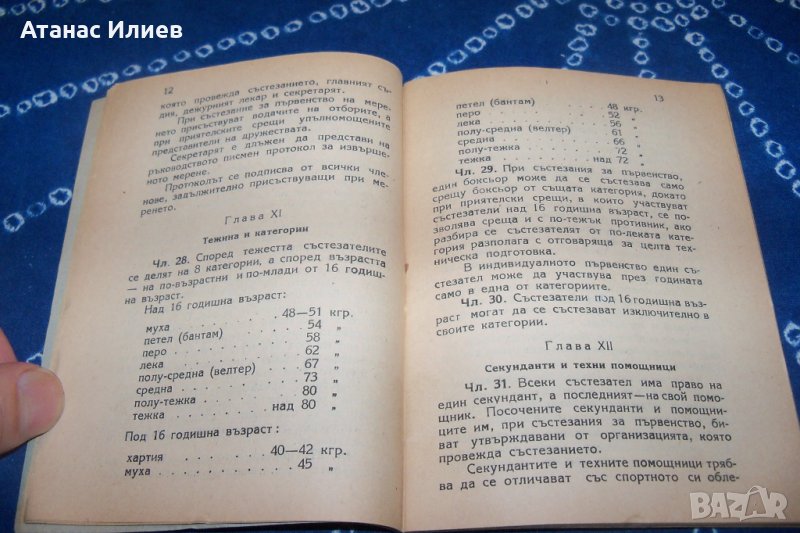 Атанас Илиев
12
която провежда състезанието, главният съ-
дия, дежурният лекар и секретарят.
При състезание за първенство на мере-
нето присъствуват водачите на отборите, а
при приятелските срещи упълномощените
представители на дружествата.
Секретарят е длъжен да представи на
ръководството писмен протокол за извърше-
ното мерене.
Протоколът се подписва от всички чле-
нове, задължително присъствуващи при ме-
ренето.
Глава XI
Тежина и категории
Чл. 28. Според тежестта състезателите
се делят на 8 категории, а според възрастта
— на по-възрастни и по-млади от 16 годиш-
на възраст.
Над 16 годишна възраст:
муха . . . . . . . . 48—51 кгр.
петел (бантам) . . . . . 54 „
перо . . . . . . . . 58 „
лека . . . . . . . . 62 „
полу-средна (велтер) . . . . 67 „
средна . . . . . . . . 73 „
полу-тежка . . . . . . . 80 „
тежка . . . . . . . над 80 „
Под 16 годишна възраст:
хартия . . . . . . 40—42 кгр.
муха . . . . . . . . 45 „
13
петел (бантам) . . . . . 48 кгр.
перо . . . . . . . . 52 „
лека . . . . . . . . 56 „
полу-средна (велтер) . . . . 61 „
средна . . . . . . . . 66 „
полу-тежка . . . . . . . 72 „
тежка . . . . . . . над 72 „
Чл. 29. При състезания за първенство,
един боксьор може да се състезава само
срещу боксьор от същата категория, докато
при приятелски срещи, в които участвуват
състезатели над 16 годишна възраст, се по-
зволява среща и с по-тежък противник, ако
разбира се състезателят от по-леката кате-
гория разполага с отговаряща за целта тех-
ническа подготовка.
В индивидуалното първенство един със-
тезател може да участвува през годината
само в една от категориите.
Чл. 30. Състезатели под 16 годишна въз-
раст могат да се състезават изключително в
своите категории.
Глава XII
Секунданти и техни помощници
Чл. 31. Всеки състезател има право на
един секундант, а последният—на свой помо-
щник. Посочените секунданти и помощни-
ците им, при състезания за първенство, би-
ват утвърждавани от организацията, която
провежда състезанието.
Секундантите и техните помощници тряб-
ва да се отличават със спортното си обле-
BAZAR
bg